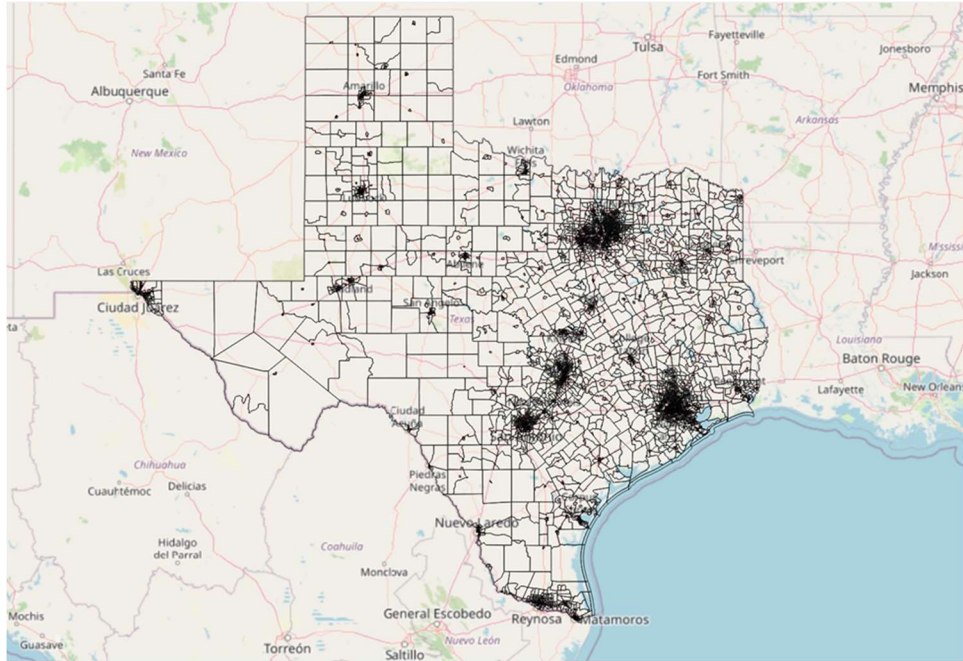 Fayetteville
Tulsa
Jonesboro
Edmond
Santa Fe
Fort Smith
Amarillo
Oklahoma
Albuquerque
Memphis
Lawton
Arkansas
New Mexico
Wichita
Shreveport
Las Cruces
Jackson
Ciudad Juárez
San Angelo
Texas
Louisiana
Baton Rouge
Lafayette
New Orlean
Ciudad
Acuña
San Antonio
Chihuahua
Piedras
Negras
Cuauhtémoc
Delicias
Nuevo Laredo
Hidalgo
del Parral
Coahuila
Monclova
Mochis
General Escobedo
Reynosa
Matamoros
Guasave
Torreón
Nuevo León
Saltillo